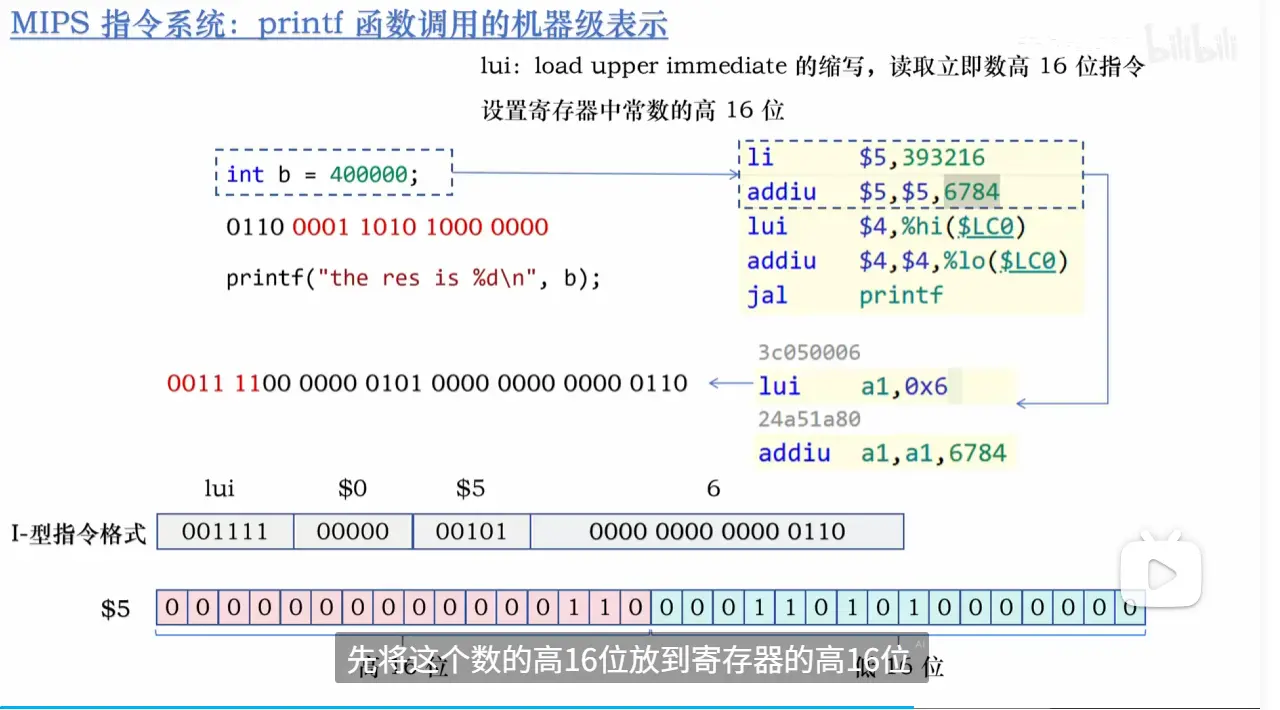 MIPS 指令系统：printf 函数调用的机器级表示
bilibili
lui：load upper immediate 的缩写，读取立即数高 16 位指令
设置寄存器中常数的高 16 位
int b = 400000;
0110 0001 1010 1000 0000
printf("the res is %d\n", b);
li $5,393216
addiu $5,$5,6784
lui $4,%hi($LC0)
addiu $4,$4,%lo($LC0)
jal printf
3c050006
0011 1100 0000 0101 0000 0000 0000 0110
lui a1,0x6
24a51a80
addiu a1,a1,6784
lui $0 $5 6
I-型指令格式 001111 00000 00101 0000 0000 0000 0110
$5 0 0 0 0 0 0 0 0 0 0 0 0 0 1 1 0 0 0 0 1 1 0 1 0 1 0 0 0 0 0 0 0
高 16 位 低 16 位
先将这个数的高16位放到寄存器的高16位
AI